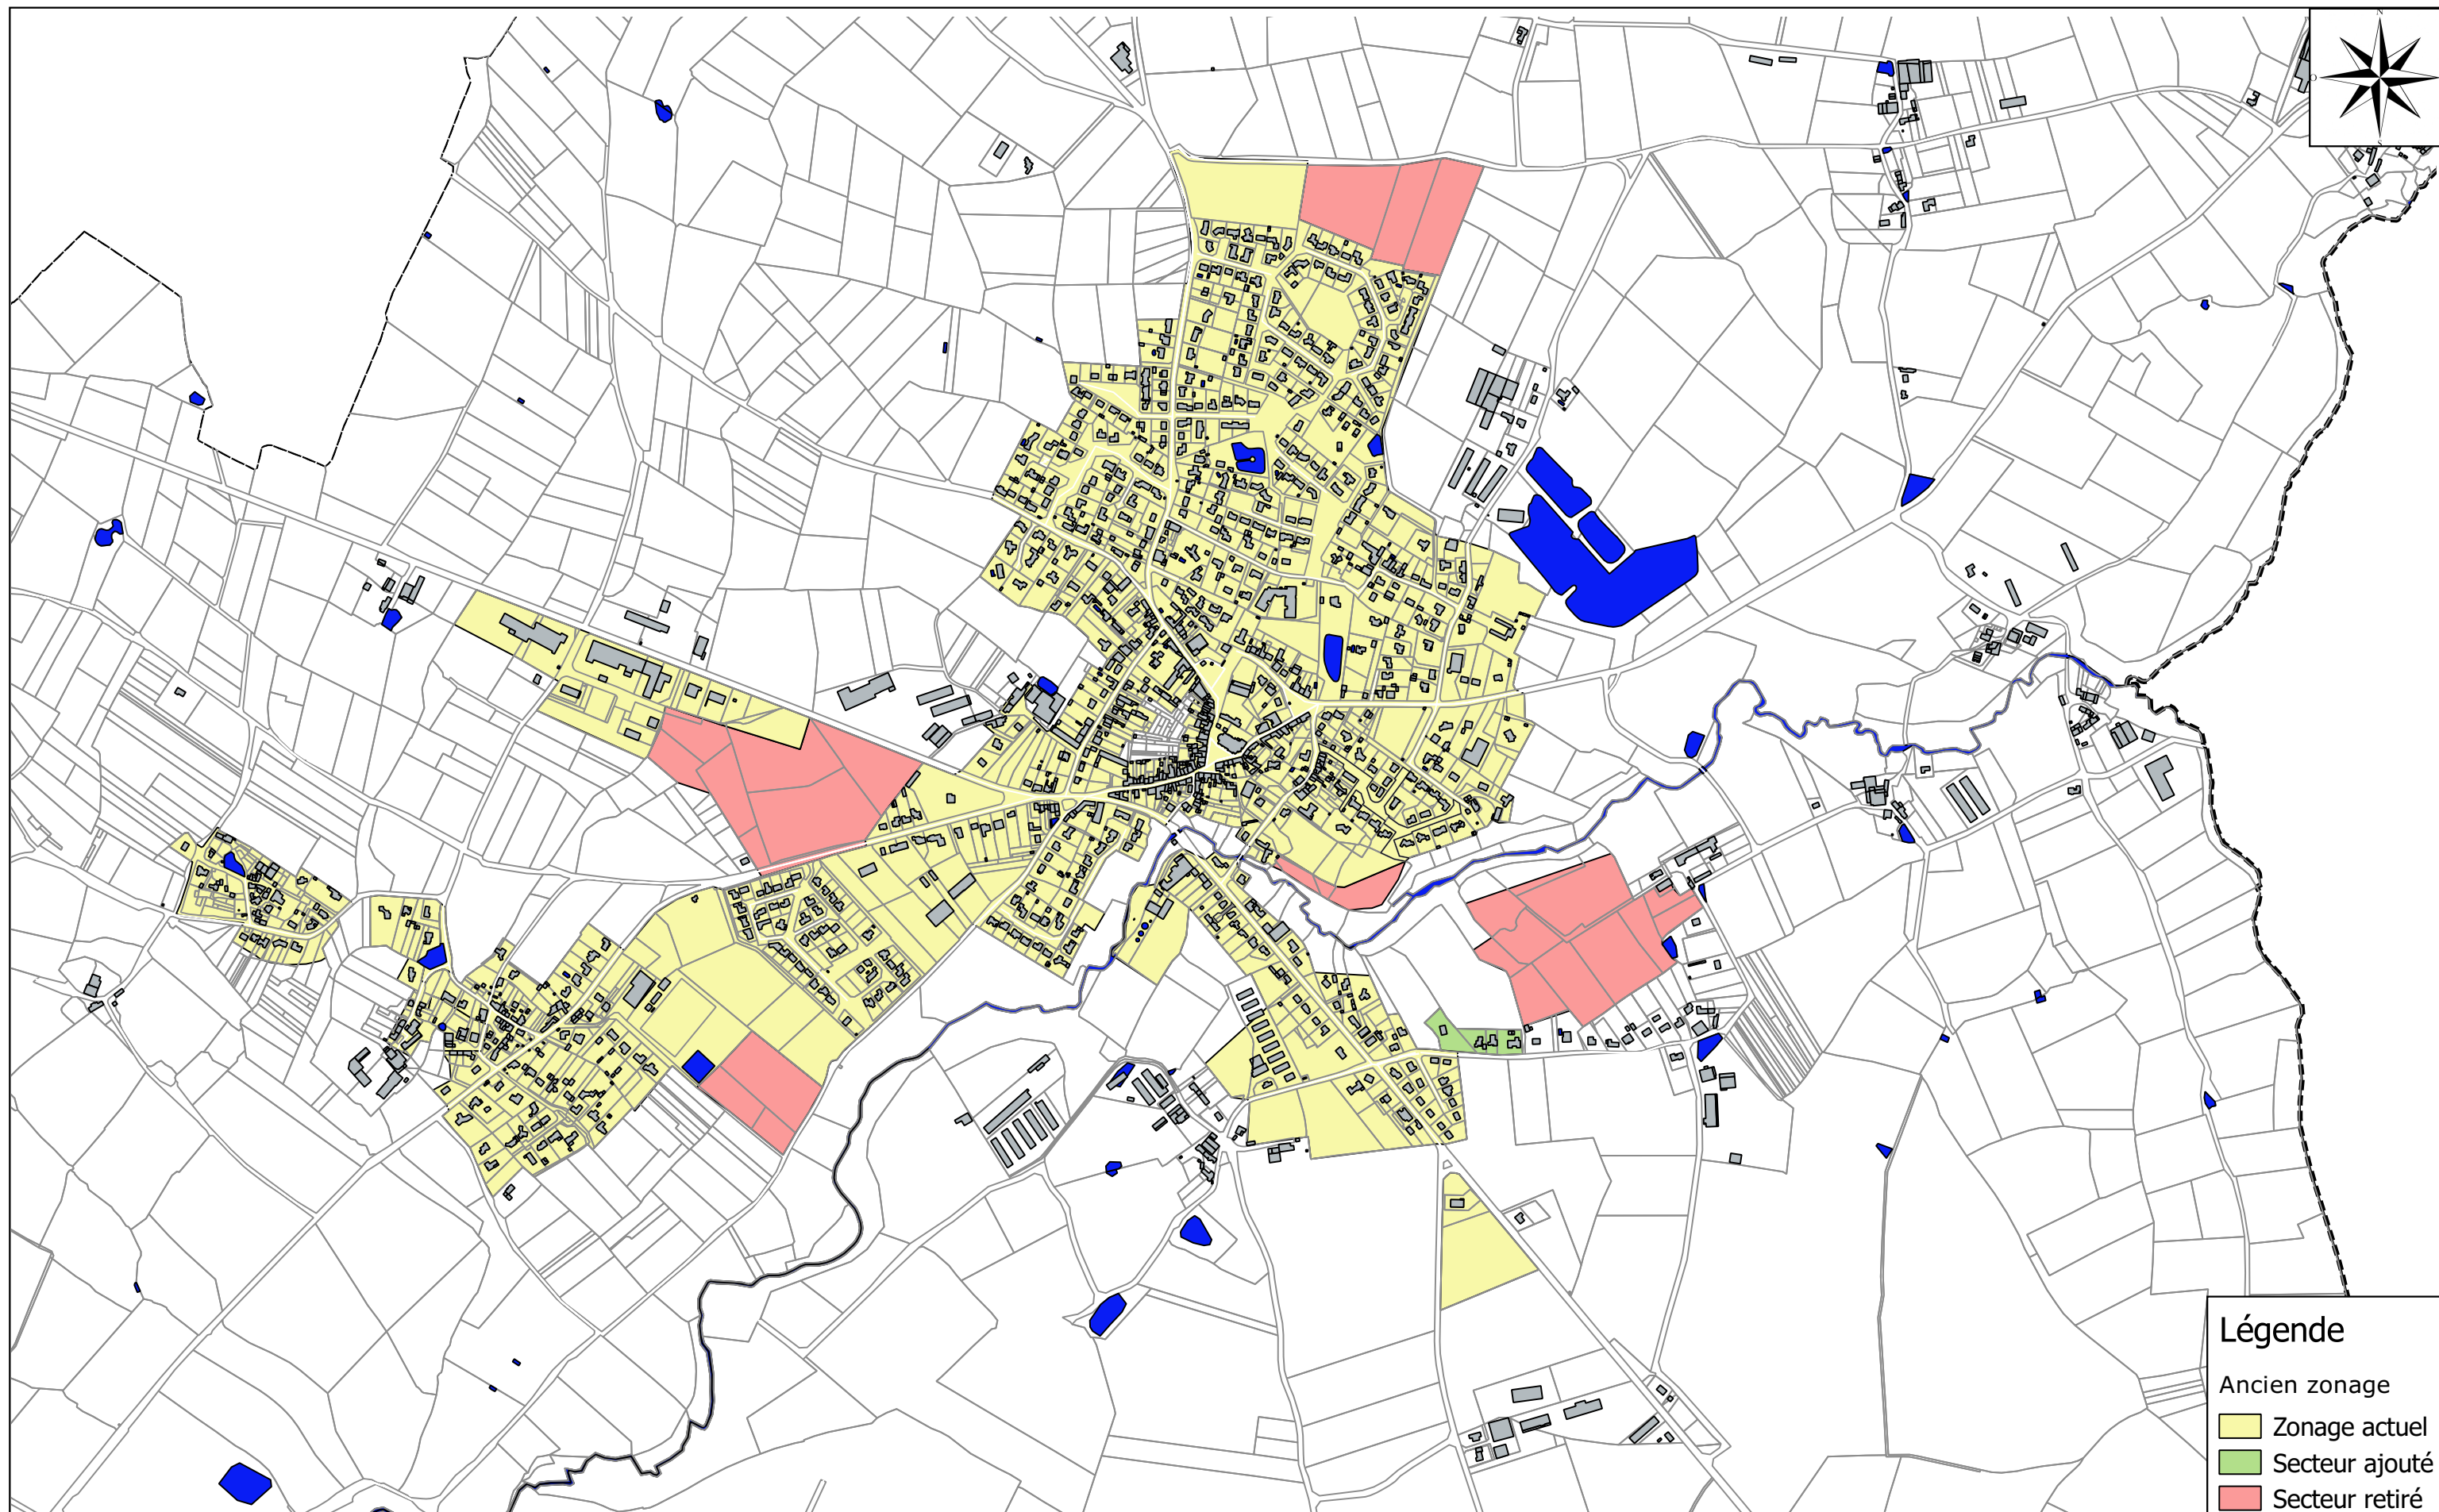 N
O
Légende
Ancien zonage
Zonage actuel
Secteur ajouté
Secteur retiré